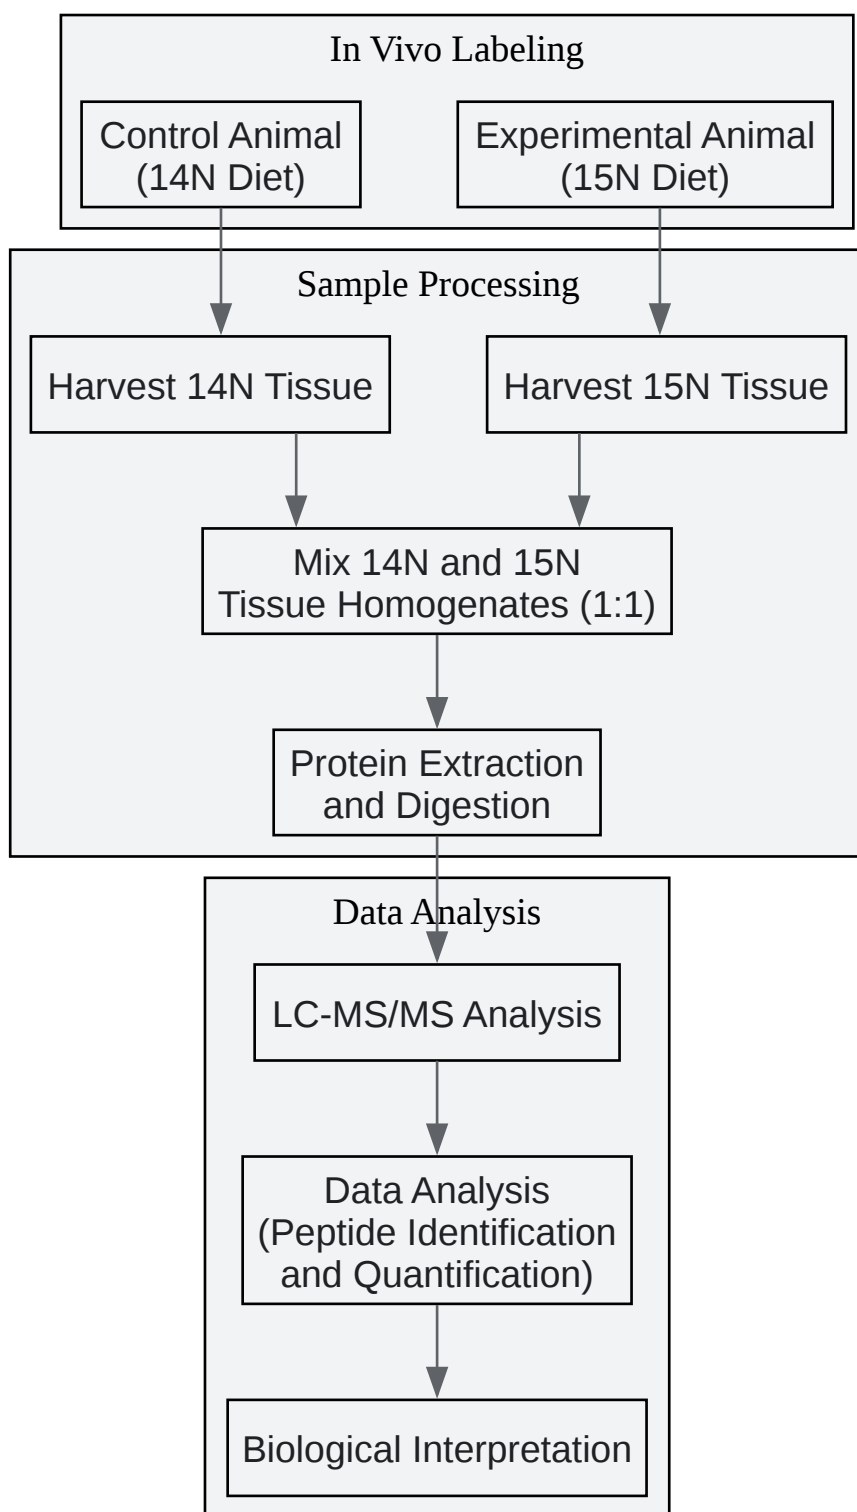 In Vivo Labeling
Control Animal
(14N Diet)
Experimental Animal
(15N Diet)
Sample Processing
Harvest 14N Tissue
Harvest 15N Tissue
Mix 14N and 15N
Tissue Homogenates (1:1)
Protein Extraction
and Digestion
Data Analysis
LC-MS/MS Analysis
Data Analysis
(Peptide Identification
and Quantification)
Biological Interpretation